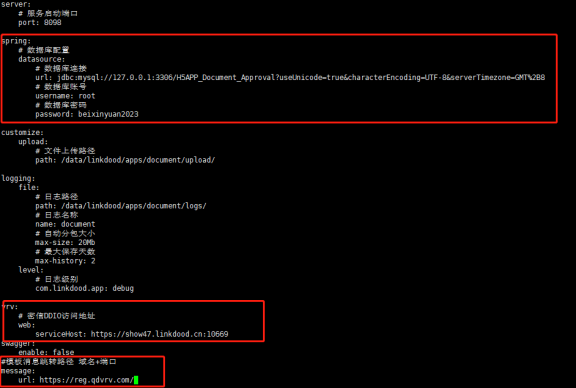 server:
# 服务启动端口
port: 8098
spring:
# 数据库配置
datasource:
# 数据库连接
url: jdbc:mysql://127.0.0.1:3306/H5APP_Document_Approval?useUnicode=true&characterEncoding=UTF-8&serverTimezone=GMT%2B8
# 数据库账号
username: root
# 数据库密码
password: beixinyuan2023
customize:
upload:
# 文件上传路径
path: /data/linkdood/apps/document/upload/
logging:
file:
# 日志路径
path: /data/linkdood/apps/document/logs/
# 日志名称
name: document
# 自动分包大小
max-size: 20Mb
# 最大保存天数
max-history: 2
level:
# 日志级别
com.linkdood.app: debug
vrv:
# 密信DDIO访问地址
web:
serviceHost: https://show47.linkdood.cn:10669
swagger:
enable: false
#模板消息跳转路径 域名+端口
message:
url: https://reg.qdvrv.com/